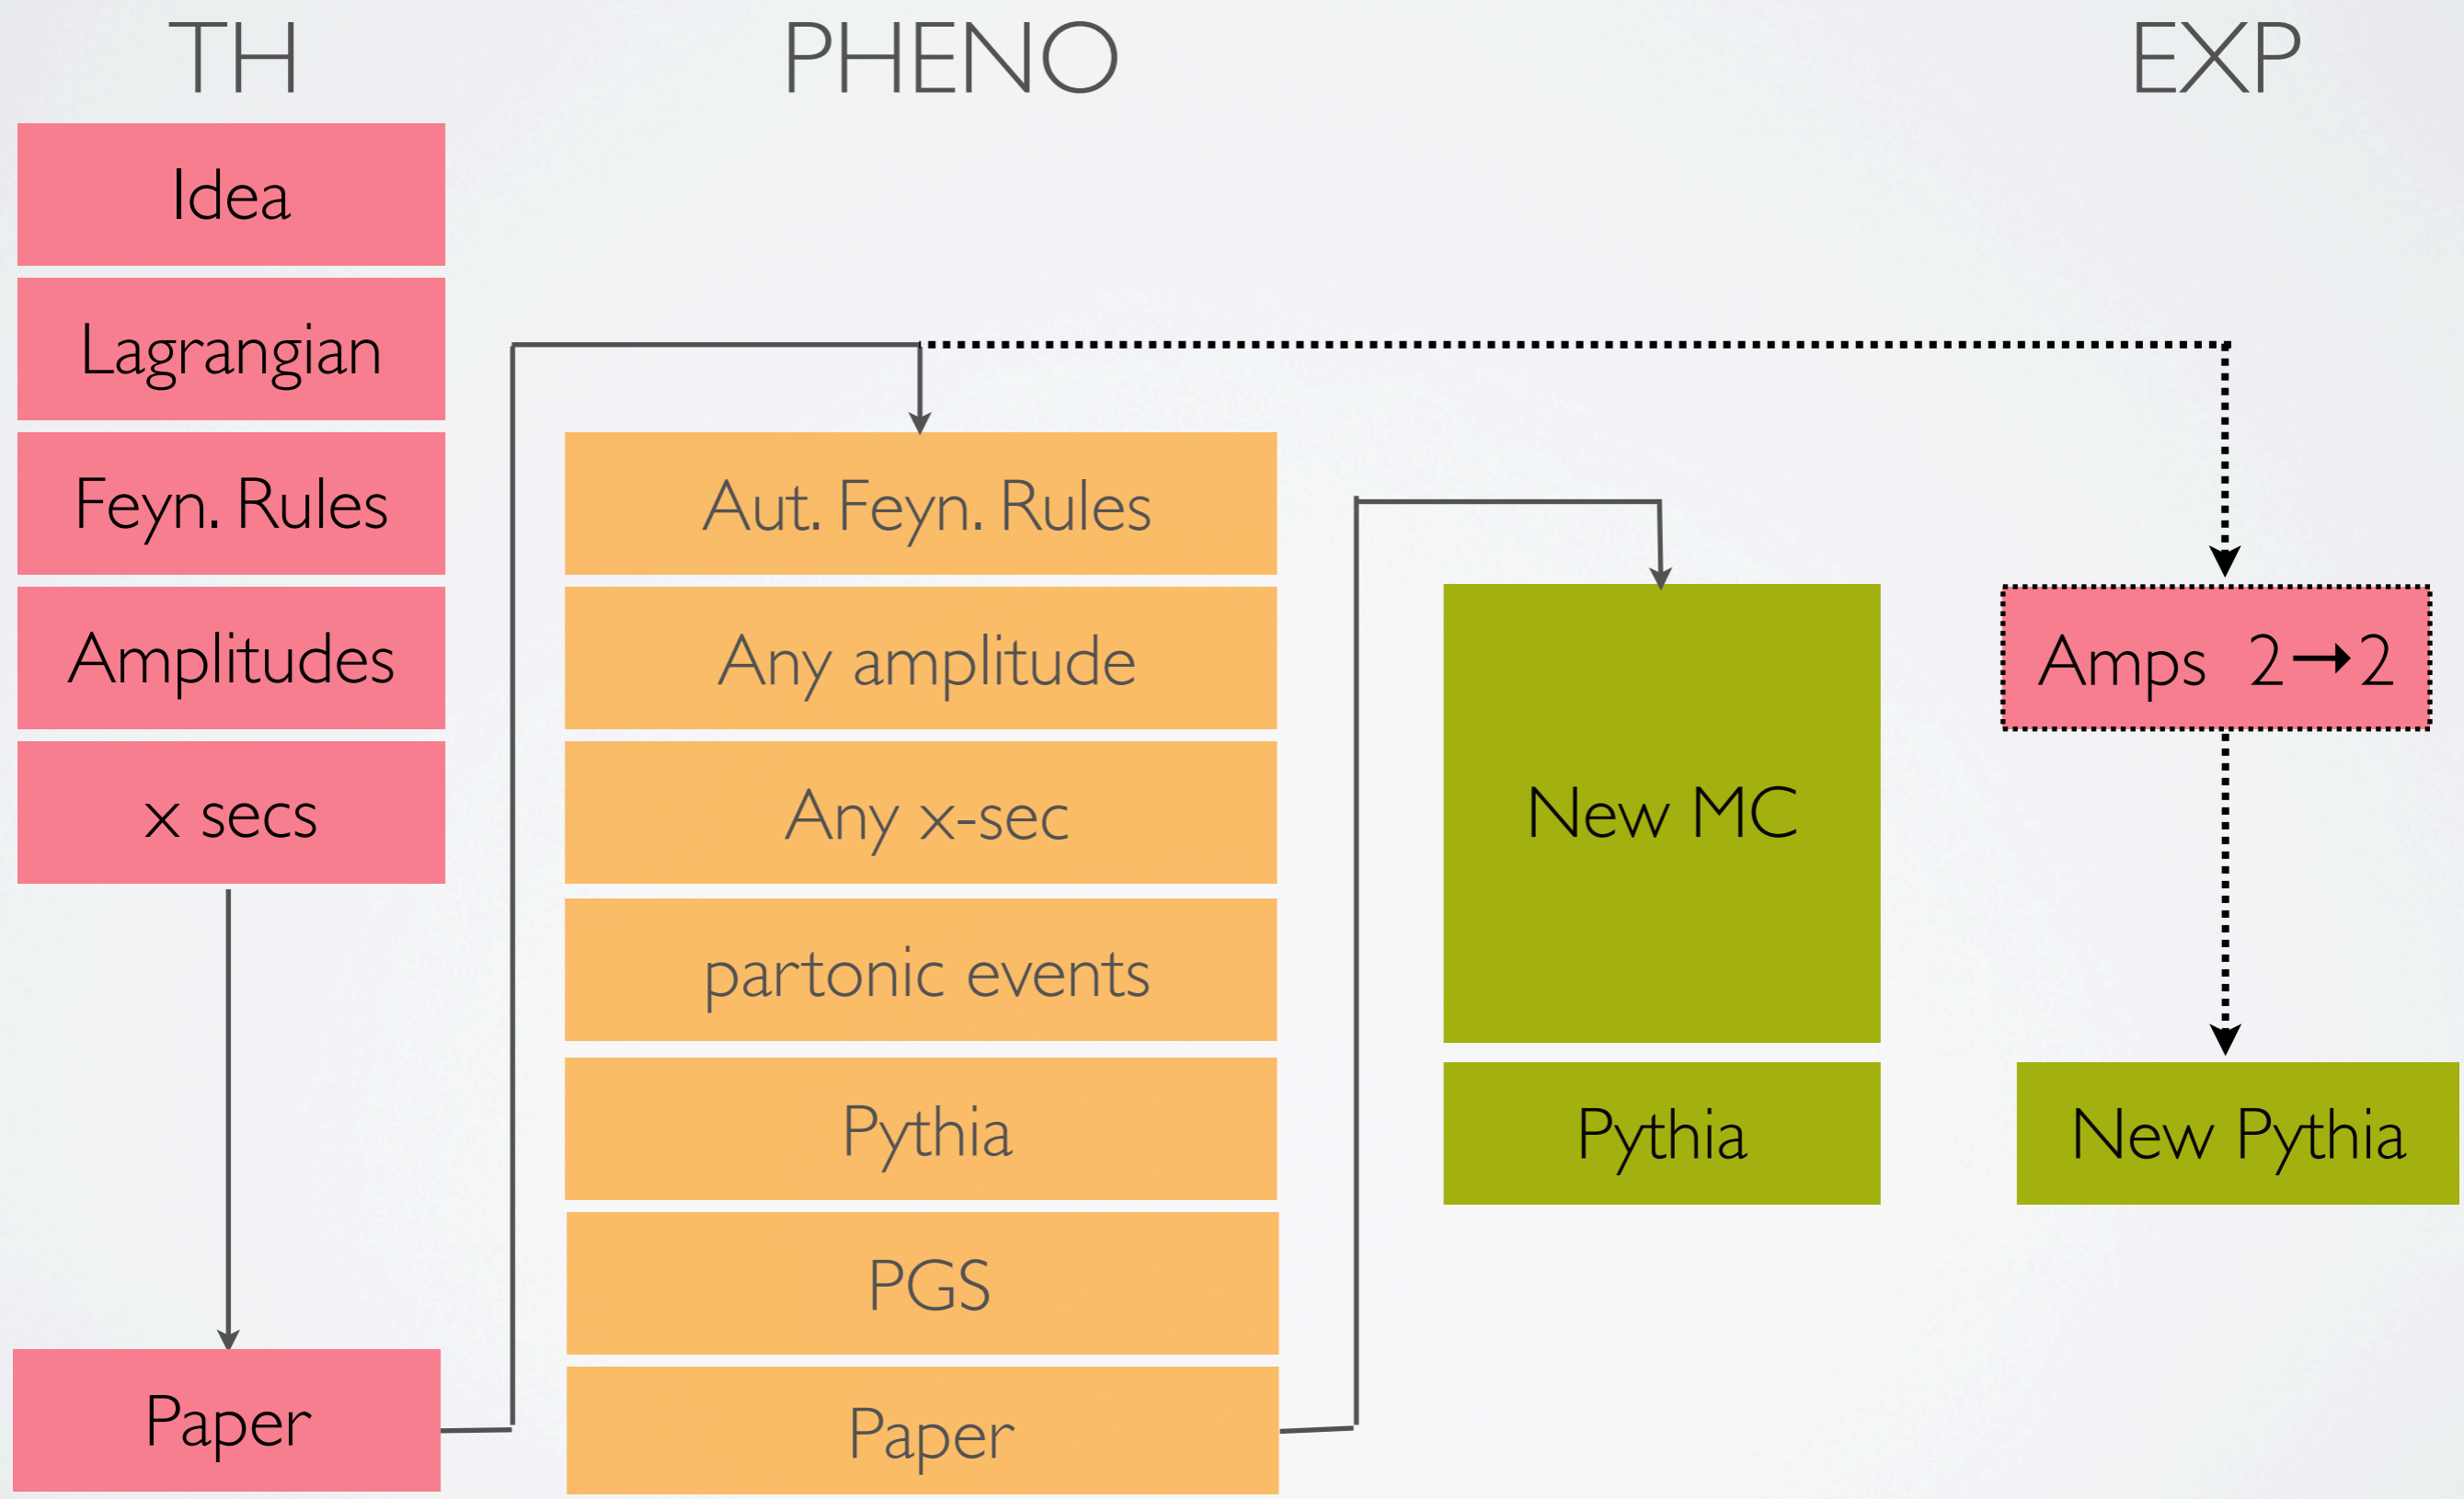 TH
PHENO
EXP
Idea
Lagrangian
Feyn. Rules
Amplitudes
x secs
Paper
Aut. Feyn. Rules
Any amplitude
Any x-sec
partonic events
Pythia
PGS
Paper
New MC
Pythia
Amps 2→2
New Pythia